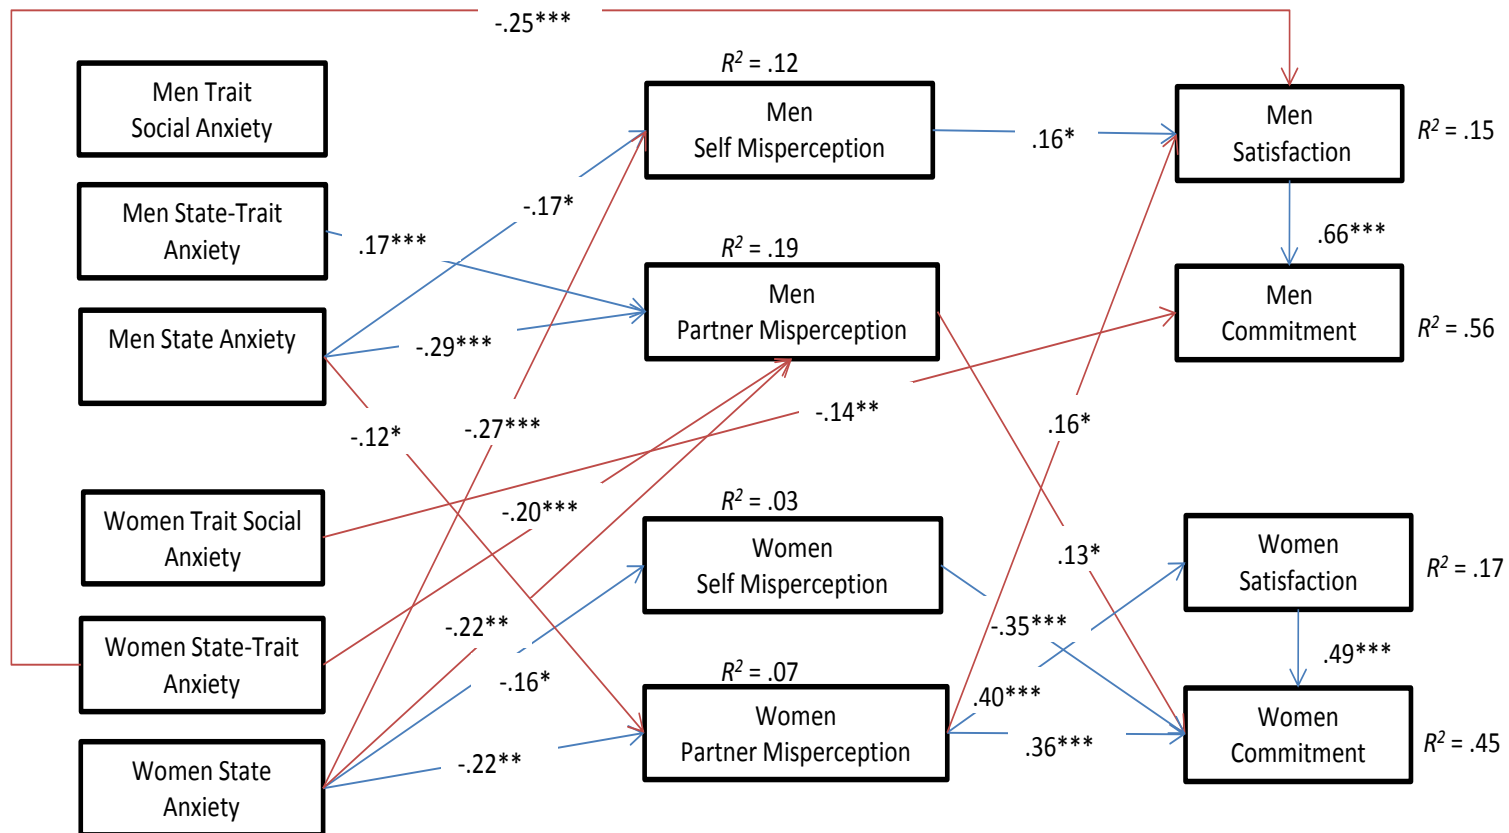 -.25***
R² = .12
Men Trait
Social Anxiety
Men
Self Misperception
.16*
Men
Satisfaction
R² = .15
Men State-Trait
Anxiety
-.17*
.17***
R² = .19
.66***
Men State Anxiety
-.29***
Men
Partner Misperception
Men
Commitment
R² = .56
-.12*
-.27***
-.14**
.16*
Women Trait Social
Anxiety
-.20***
R² = .03
Women
Self Misperception
.13*
Women
Satisfaction
R² = .17
Women State-Trait
Anxiety
-.22**
-.16*
-.35***
.49***
R² = .07
.40***
Women
Partner Misperception
.36***
Women
Commitment
R² = .45
Women State
Anxiety
-.22**